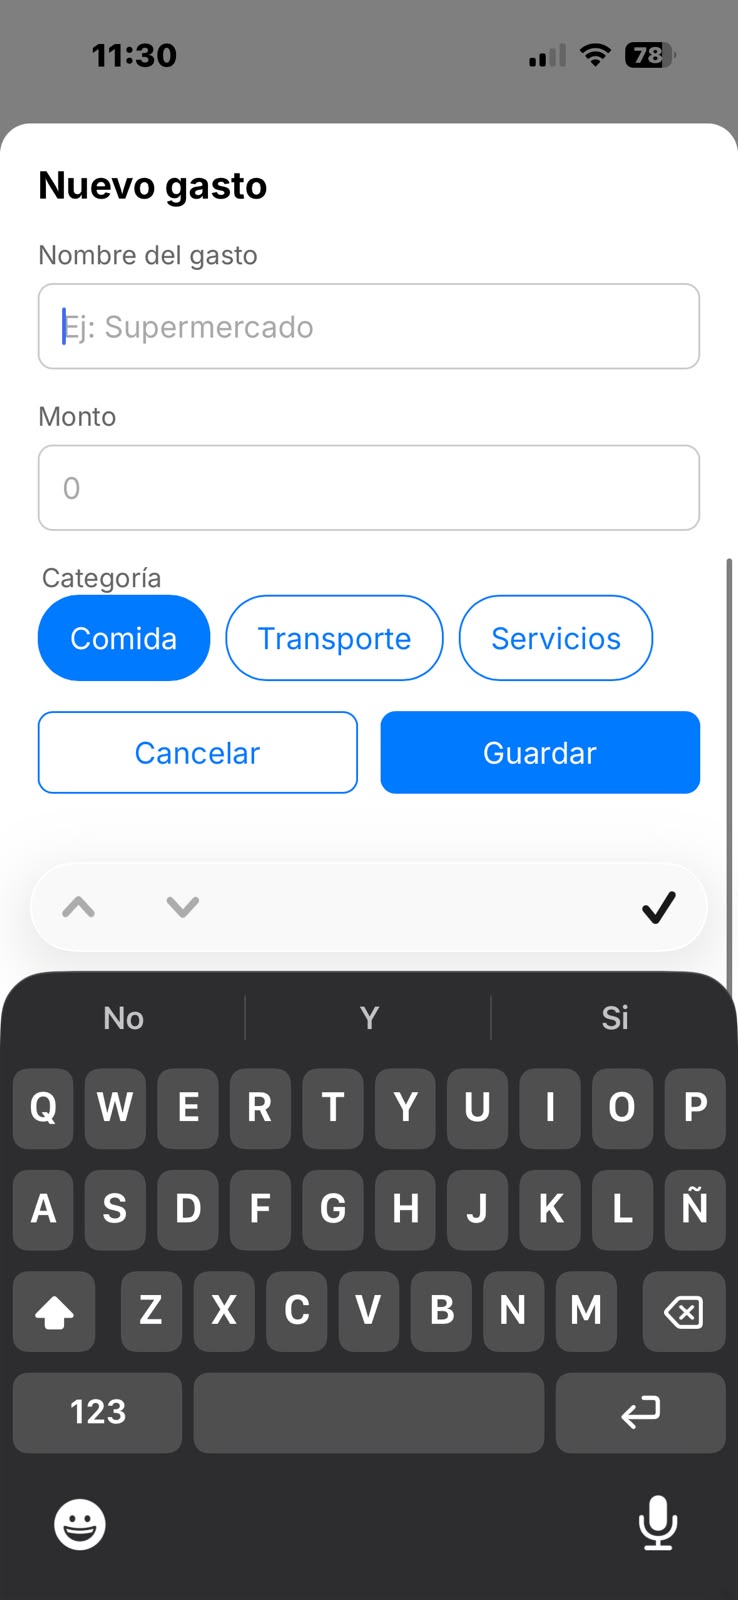 11:30
78
Nuevo gasto
Nombre del gasto
Ej: Supermercado
Monto
0
Categoría
Comida Transporte Servicios
Cancelar Guardar
No Y Si
Q W E R T Y U I O P
A S D F G H J K L Ñ
Z X C V B N M
123